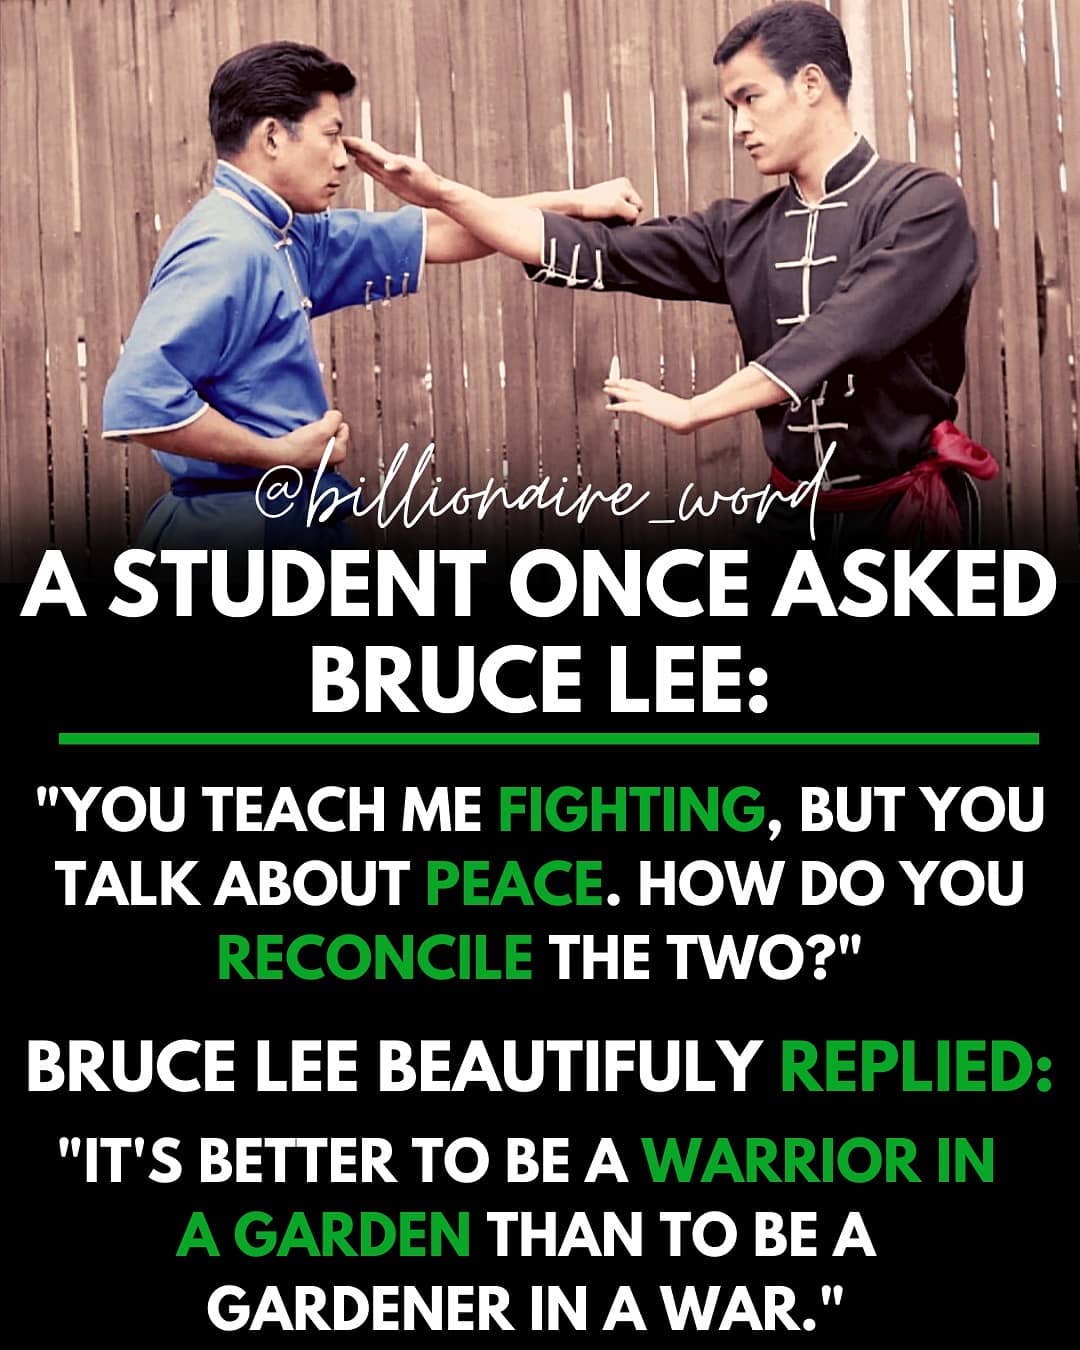 @billionaire_word
A STUDENT ONCE ASKED
BRUCE LEE:
"YOU TEACH ME FIGHTING, BUT YOU
TALK ABOUT PEACE. HOW DO YOU
RECONCILE THE TWO?"
BRUCE LEE BEAUTIFULY REPLIED:
"IT'S BETTER TO BE A WARRIOR IN
A GARDEN THAN TO BE A
GARDENER IN A WAR."